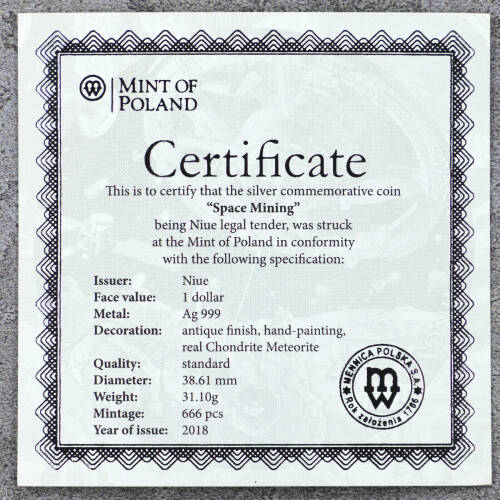 MINT OF
POLAND
Certificate
This is to certify that the silver commemorative coin
“Space Mining”
being Niue legal tender, was struck
at the Mint of Poland in conformity
with the following specification:
Issuer: Niue
Face value: 1 dollar
Metal: Ag 999
Decoration: antique finish, hand-painting,
real Chondrite Meteorite
Quality: standard
Diameter: 38.61 mm
Weight: 31.10g
Mintage: 666 pcs
Year of issue: 2018
MENNICA POLSKA S.A.
Rok założenia 1766